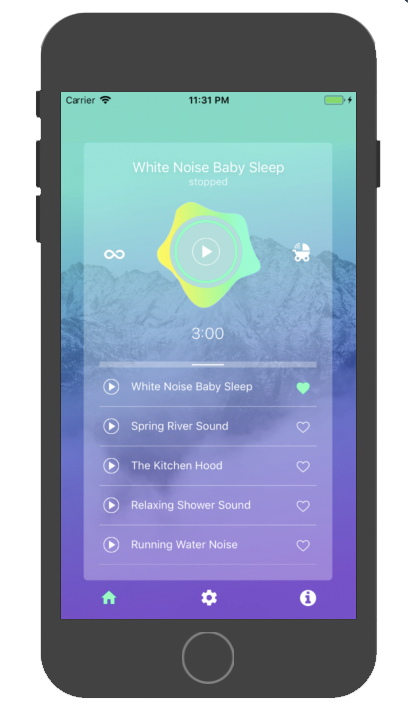 Carrier 11:31 PM
White Noise Baby Sleep
stopped
3:00
White Noise Baby Sleep
Spring River Sound
The Kitchen Hood
Relaxing Shower Sound
Running Water Noise